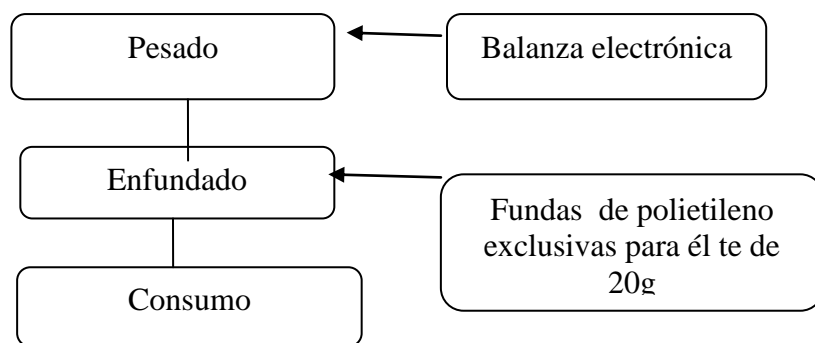 Pesado
Balanza electrónica
Enfundado
Fundas de polietileno
exclusivas para él te de
20g
Consumo